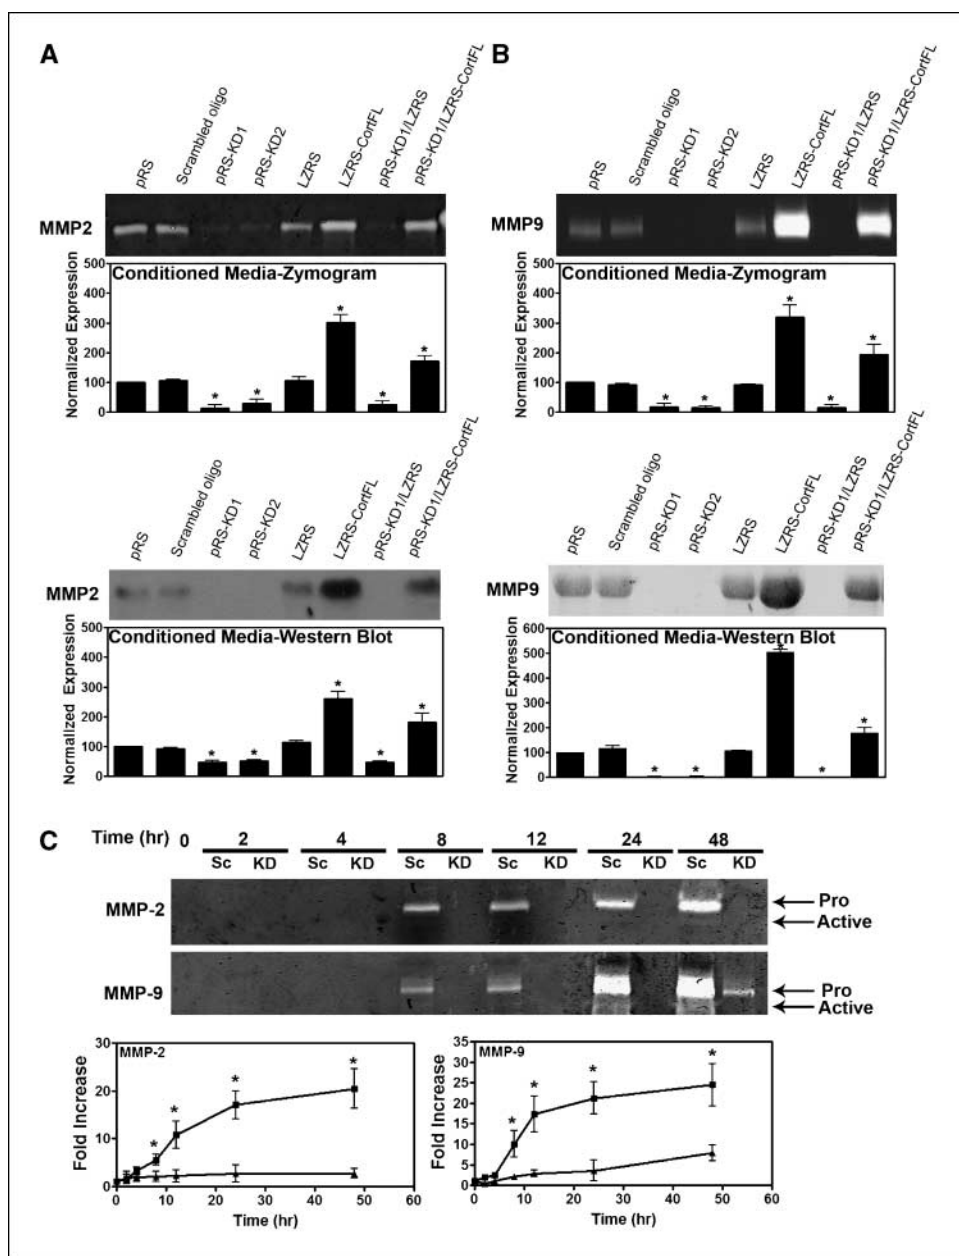 A
B
pRS
Scrambled oligo
pRS-KD1
pRS-KD2
LZRS
LZRS-CortFL
pRS-KD1/LZRS
pRS-KD1/LZRS-CortFL
pRS
Scrambled oligo
pRS-KD1
pRS-KD2
LZRS
LZRS-CortFL
pRS-KD1/LZRS
pRS-KD1/LZRS-CortFL
MMP2
MMP9
Conditioned Media-Zymogram
Normalized Expression
500
400
300
200
100
0
* * * * *
Conditioned Media-Zymogram
Normalized Expression
500
400
300
200
100
0
* * * * *
pRS
Scrambled oligo
pRS-KD1
pRS-KD2
LZRS
LZRS-CortFL
pRS-KD1/LZRS
pRS-KD1/LZRS-CortFL
pRS
Scrambled oligo
pRS-KD1
pRS-KD2
LZRS
LZRS-CortFL
pRS-KD1/LZRS
pRS-KD1/LZRS-CortFL
MMP2
MMP9
Conditioned Media-Western Blot
Normalized Expression
500
400
300
200
100
0
* * * * *
Conditioned Media-Western Blot
Normalized Expression
600
500
400
300
200
100
0
* * * * *
C
Time (hr) 0 2 4 8 12 24 48
Sc KD Sc KD Sc KD Sc KD Sc KD Sc KD
MMP-2
Pro
Active
MMP-9
Pro
Active
MMP-2
Fold Increase
30
20
10
0
* * * *
0 10 20 30 40 50 60
Time (hr)
MMP-9
Fold Increase
35
30
25
20
15
10
5
0
* * * *
0 10 20 30 40 50 60
Time (hr)